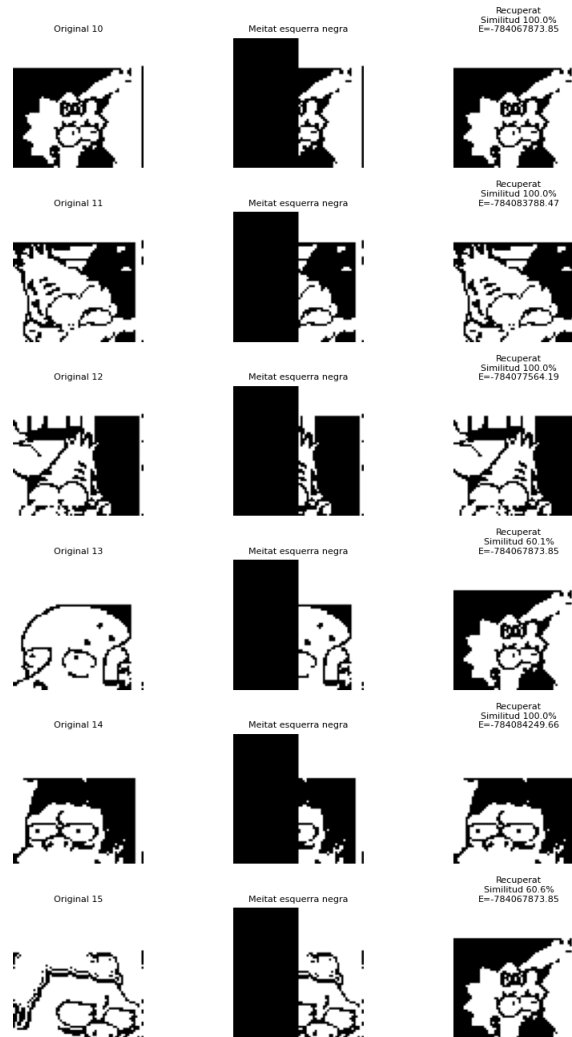 Original 10
Meitat esquerra negra
Recuperat
Similitud 100.0%
E=-784067873.85
Original 11
Meitat esquerra negra
Recuperat
Similitud 100.0%
E=-784083788.47
Original 12
Meitat esquerra negra
Recuperat
Similitud 100.0%
E=-784077564.19
Original 13
Meitat esquerra negra
Recuperat
Similitud 60.1%
E=-784067873.85
Original 14
Meitat esquerra negra
Recuperat
Similitud 100.0%
E=-784084249.66
Original 15
Meitat esquerra negra
Recuperat
Similitud 60.6%
E=-784067873.85